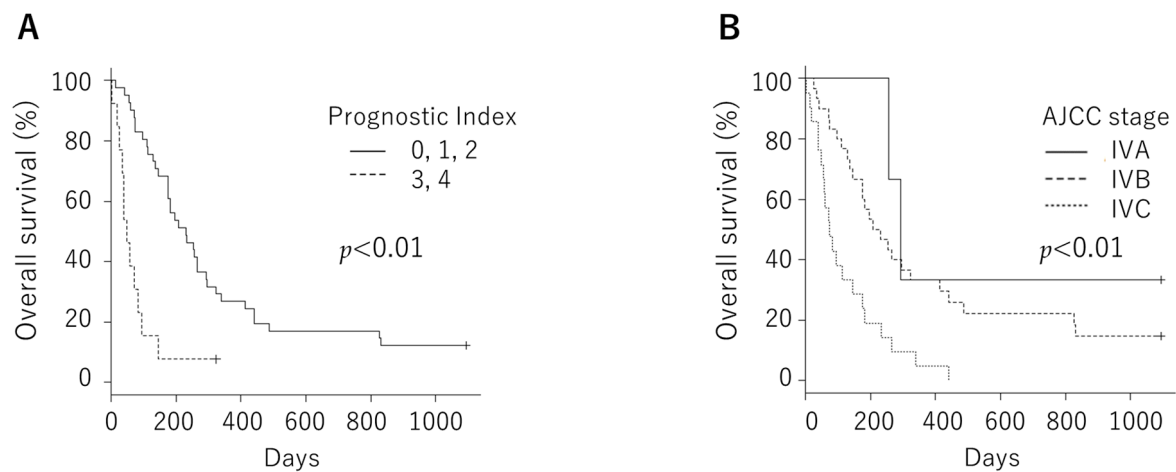 A
Overall survival (%)
100
80
60
40
20
0
Prognostic Index
0, 1, 2
3, 4
p<0.01
0 200 400 600 800 1000
Days
B
Overall survival (%)
100
80
60
40
20
0
AJCC stage
IVA
IVB
IVC
p<0.01
0 200 400 600 800 1000
Days